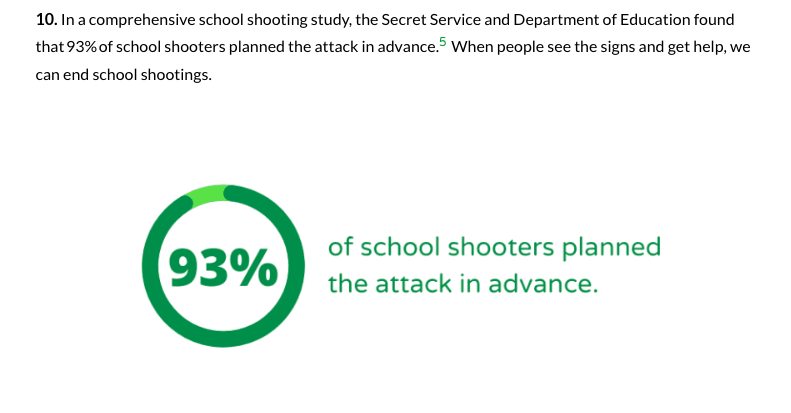 10. In a comprehensive school shooting study, the Secret Service and Department of Education found
that 93% of school shooters planned the attack in advance.5 When people see the signs and get help, we
can end school shootings.
93%
of school shooters planned
the attack in advance.